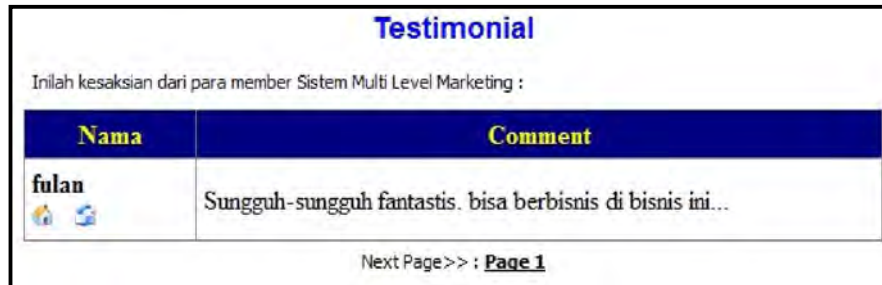 Testimonial
Inilah kesaksian dari para member Sistem Multi Level Marketing :
Nama Comment
fulan
Sungguh-sungguh fantastis. bisa berbisnis di bisnis ini...
Next Page>> : Page 1